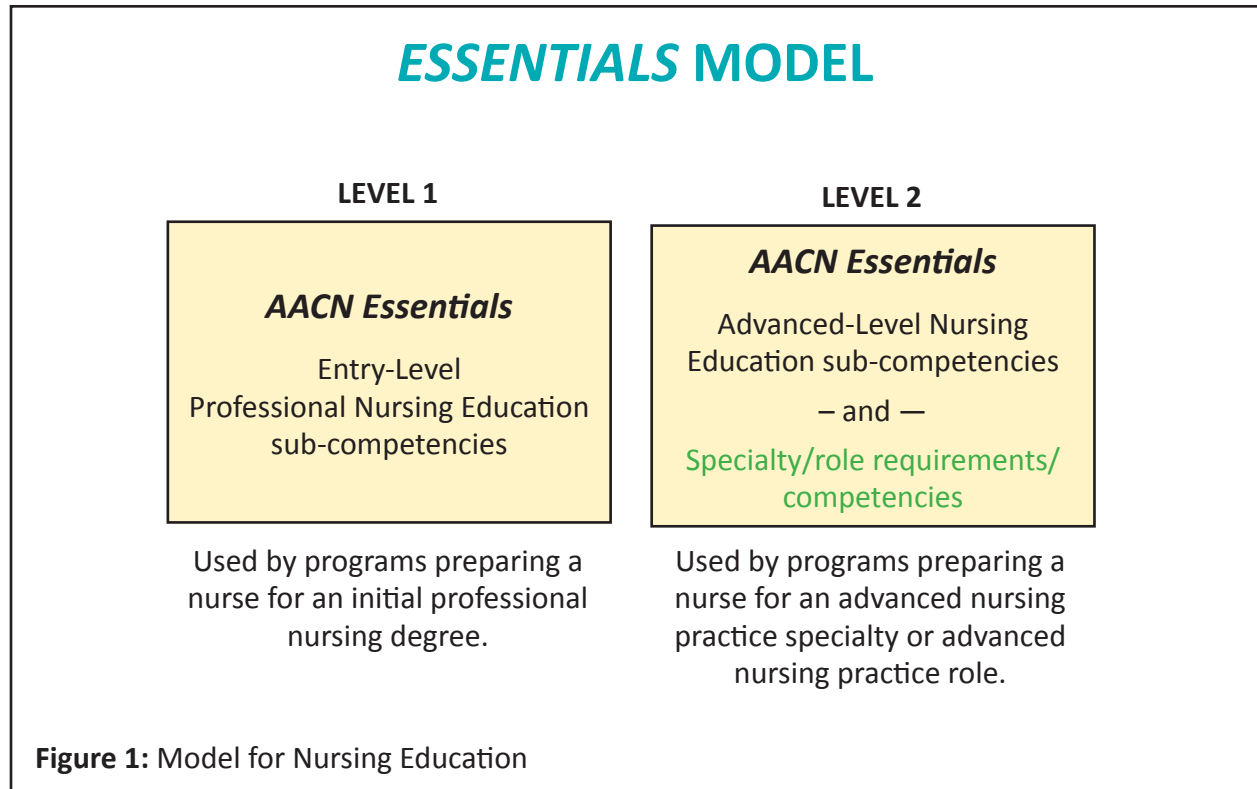 ESSENTIALS MODEL
LEVEL 1
AACN Essentials
Entry-Level
Professional Nursing Education
sub-competencies
Used by programs preparing a
nurse for an initial professional
nursing degree.
LEVEL 2
AACN Essentials
Advanced-Level Nursing
Education sub-competencies
– and —
Specialty/role requirements/
competencies
Used by programs preparing a
nurse for an advanced nursing
practice specialty or advanced
nursing practice role.
Figure 1: Model for Nursing Education